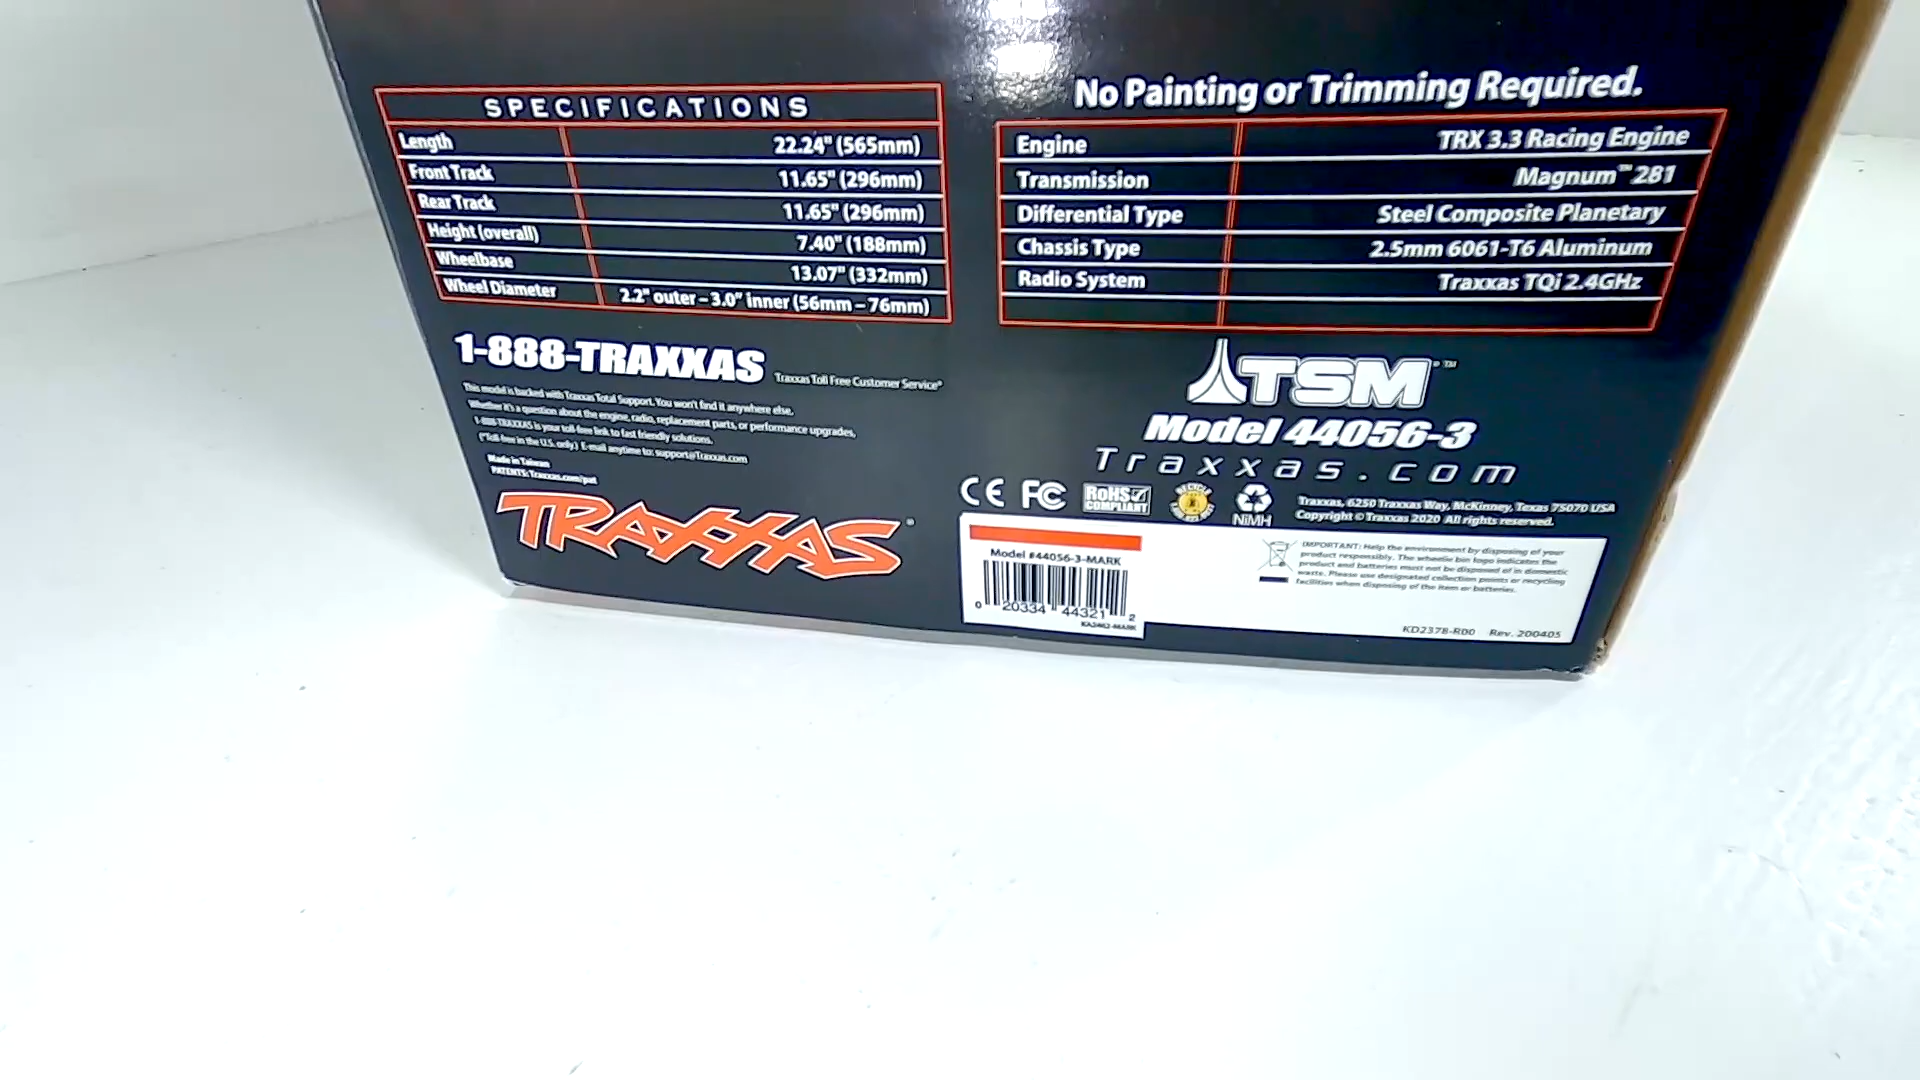 SPECIFICATIONS
Length 22.24" (565mm)
Front Track 11.65" (296mm)
Rear Track 11.65" (296mm)
Height (overall) 7.40" (188mm)
Wheelbase 13.07" (332mm)
Wheel Diameter 2.2" outer – 3.0" inner (56mm – 76mm)
No Painting or Trimming Required.
Engine TRX 3.3 Racing Engine
Transmission Magnum™ 281
Differential Type Steel Composite Planetary
Chassis Type 2.5mm 6061-T6 Aluminum
Radio System Traxxas TQi 2.4GHz
1-888-TRAXXAS Traxxas Toll Free Customer Service*
This model is backed with Traxxas Total Support. You won't find it anywhere else.
Whether it's a question about the engine, radio, replacement parts, or performance upgrades,
1-888-TRAXXAS is your toll-free link to fast friendly solutions.
(*Toll-free in the U.S. only.) E-mail anytime to: support@Traxxas.com
Made in Taiwan
PATENTS: Traxxas.com/pat
TRAXXAS®
TSM®™
Model 44056-3
Traxxas.com
CE FC RoHS COMPLIANT
NiMH
Traxxas, 6250 Traxxas Way, McKinney, Texas 75070 USA
Copyright © Traxxas 2020 All rights reserved.
Model #44056-3-MARK
0 20334 44321 2
KA2462-MARK
IMPORTANT: Help the environment by disposing of your
product responsibly. The wheelie bin logo indicates the
product and batteries must not be disposed of in domestic
waste. Please use designated collection points or recycling
facilities when disposing of the item or batteries.
KD2378-R00 Rev. 200405